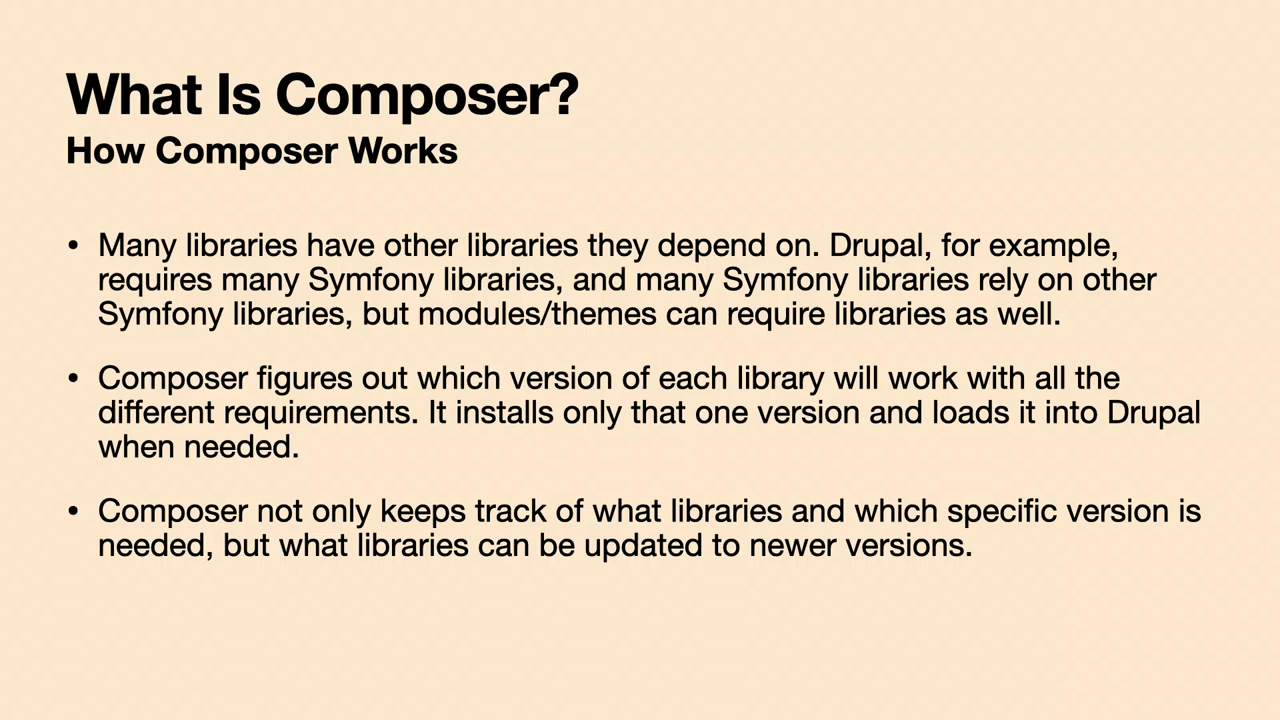 What Is Composer?
How Composer Works
• Many libraries have other libraries they depend on. Drupal, for example,
requires many Symfony libraries, and many Symfony libraries rely on other
Symfony libraries, but modules/themes can require libraries as well.
• Composer figures out which version of each library will work with all the
different requirements. It installs only that one version and loads it into Drupal
when needed.
• Composer not only keeps track of what libraries and which specific version is
needed, but what libraries can be updated to newer versions.